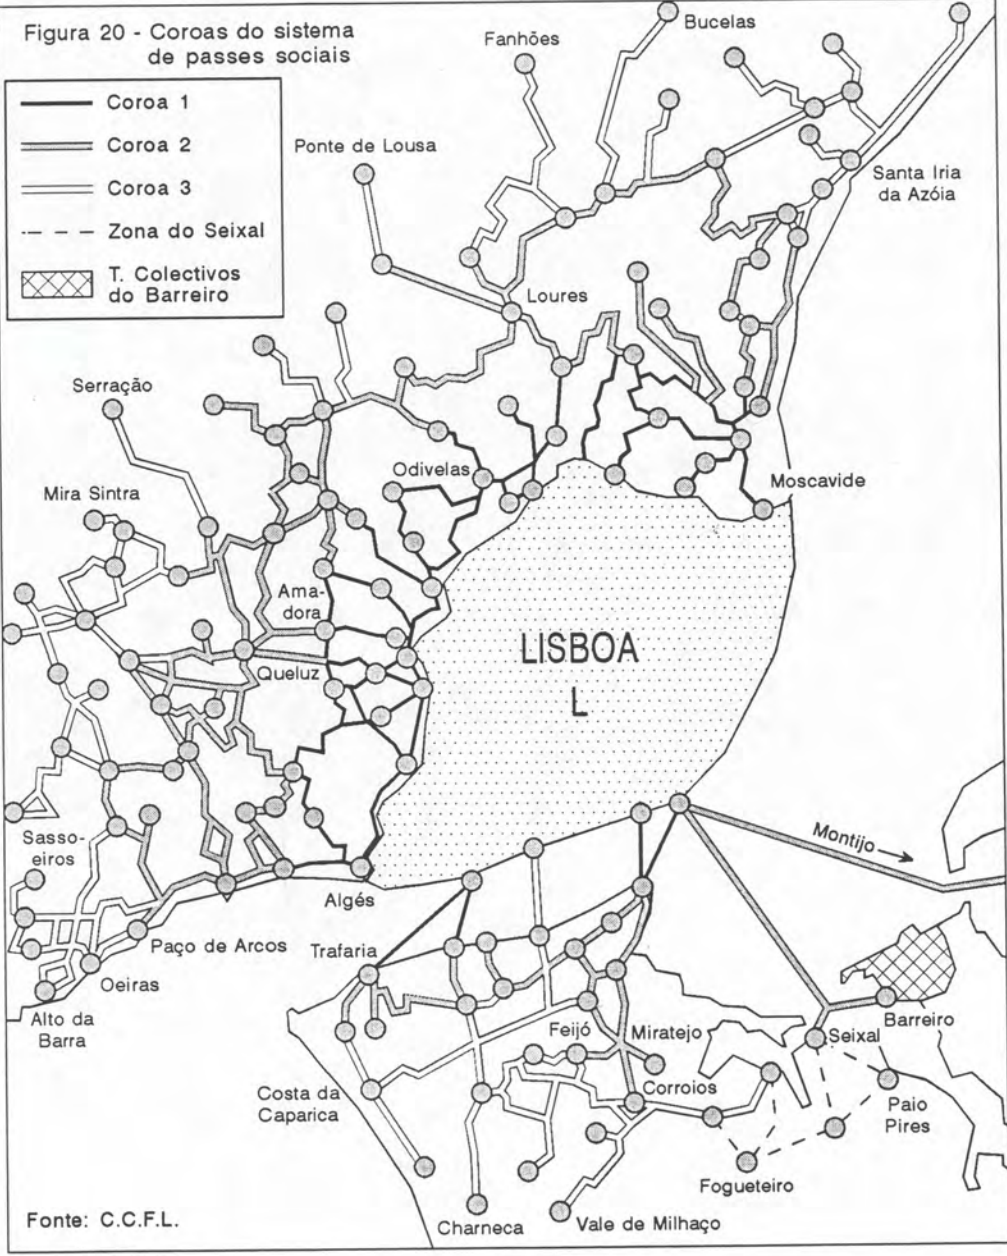 Figura 20 - Coroas do sistema
de passes sociais
Coroa 1
Coroa 2
Coroa 3
Zona do Seixal
T. Colectivos
do Barreiro
Fanhões
Bucelas
Ponte de Lousa
Santa Iria
da Azóia
Loures
Serração
Mira Sintra
Odivelas
Moscavide
Ama-
dora
LISBOA
L
Queluz
Sasso-
eiros
Montijo
Algés
Paço de Arcos
Trafaria
Oeiras
Alto da
Barra
Feijó
Miratejo
Seixal
Barreiro
Costa da
Caparica
Corroios
Paio
Pires
Fogueteiro
Charneca
Vale de Milhaço
Fonte: C.C.F.L.